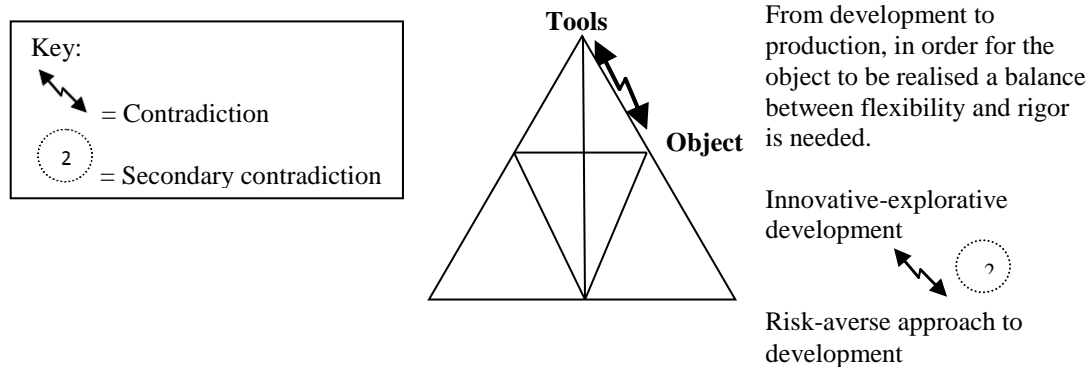 Key:
= Contradiction
2
= Secondary contradiction
Tools
Object
From development to
production, in order for the
object to be realised a balance
between flexibility and rigor
is needed.
Innovative-explorative
development
Risk-averse approach to
development